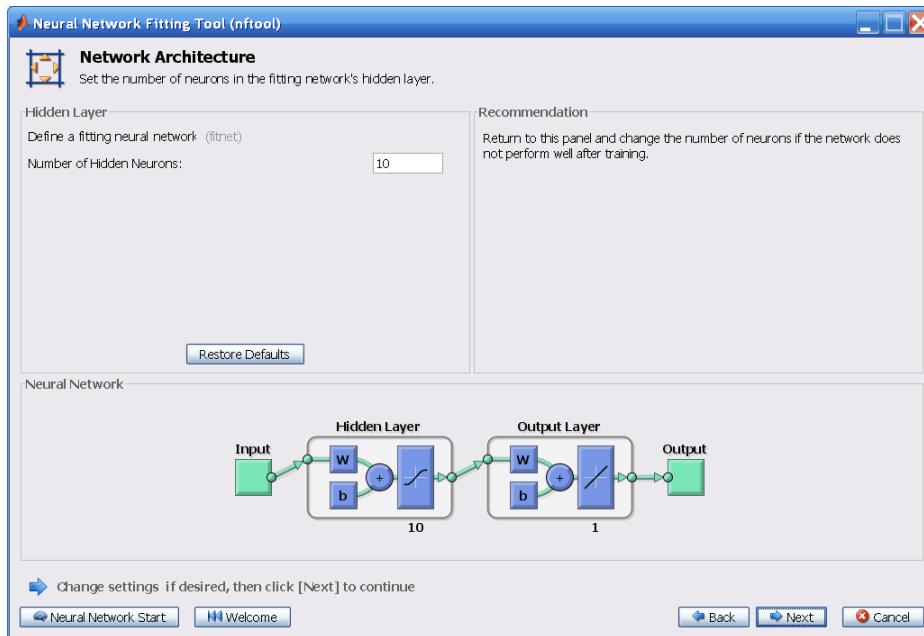 Neural Network Fitting Tool (nftool)
Network Architecture
Set the number of neurons in the fitting network's hidden layer.
Hidden Layer
Define a fitting neural network (fitnet)
Number of Hidden Neurons: 10
Restore Defaults
Recommendation
Return to this panel and change the number of neurons if the network does
not perform well after training.
Neural Network
Hidden Layer Output Layer
Input Output
W W
+ +
b b
10 1
Change settings if desired, then click [Next] to continue
Neural Network Start Welcome Back Next Cancel